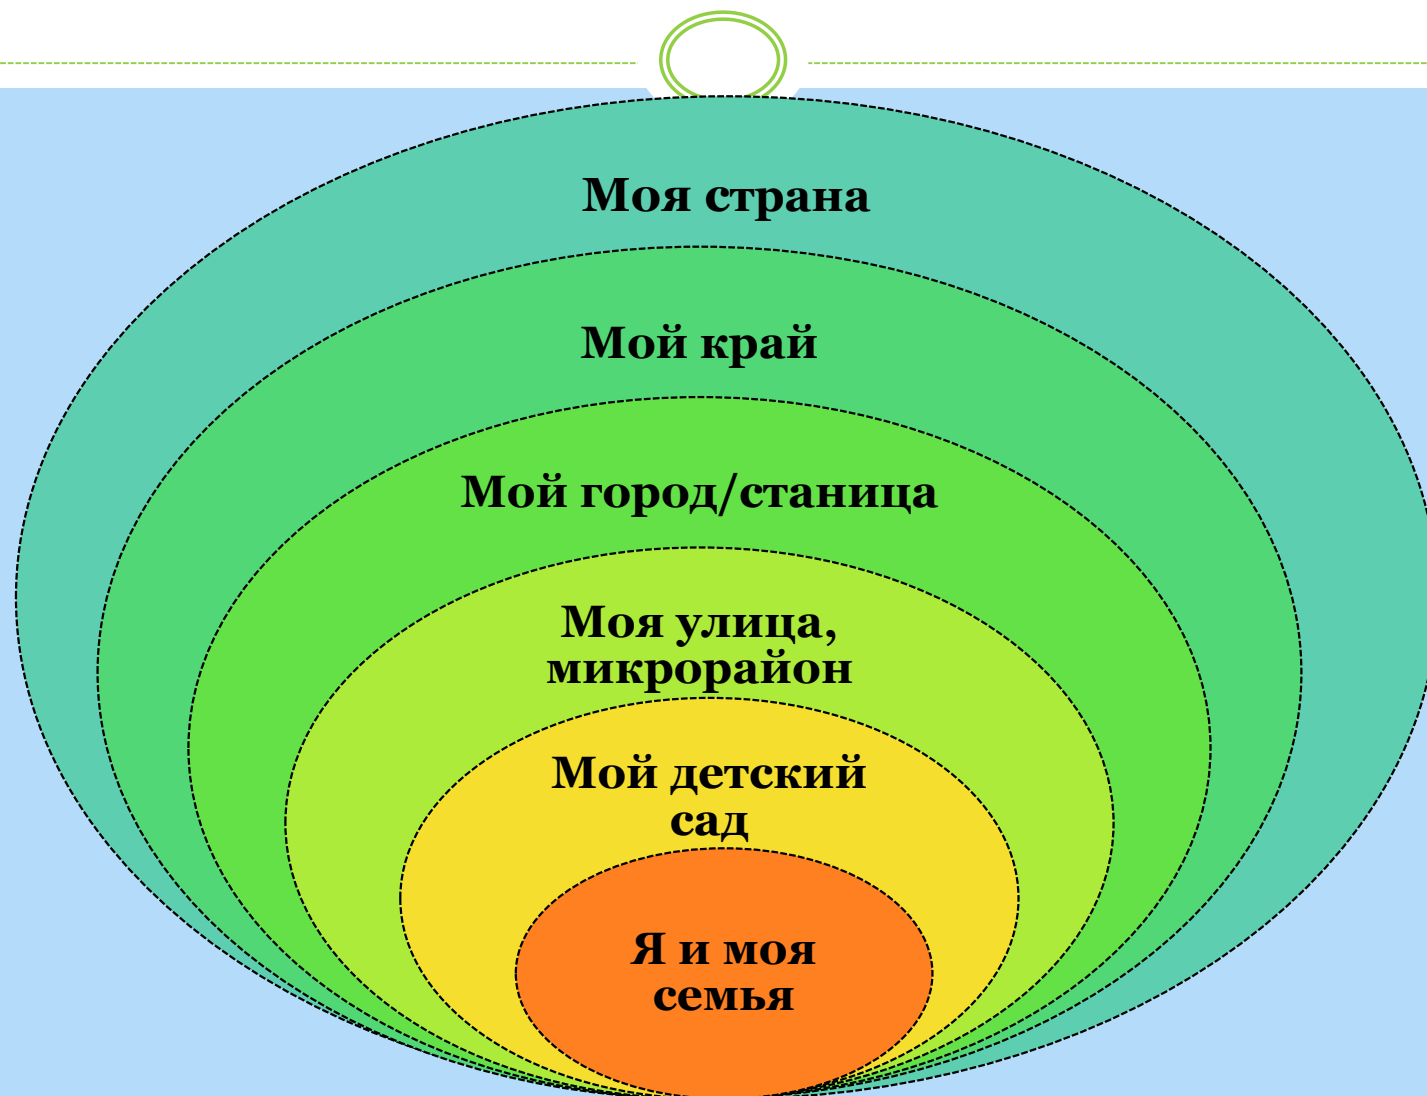 Моя страна
Мой край
Мой город/станица
Моя улица,
микрорайон
Мой детский
сад
Я и моя
семья